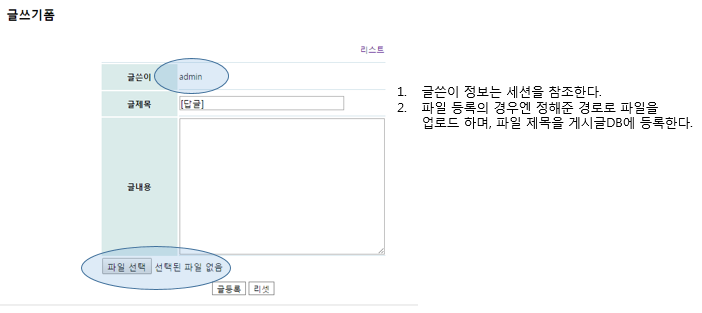 글쓰기폼
리스트
글쓴이 admin
글제목 [답글]
글내용
파일 선택 선택된 파일 없음
글등록 리셋
1. 글쓴이 정보는 세션을 참조한다.
2. 파일 등록의 경우엔 정해준 경로로 파일을
업로드 하며, 파일 제목을 게시글DB에 등록한다.